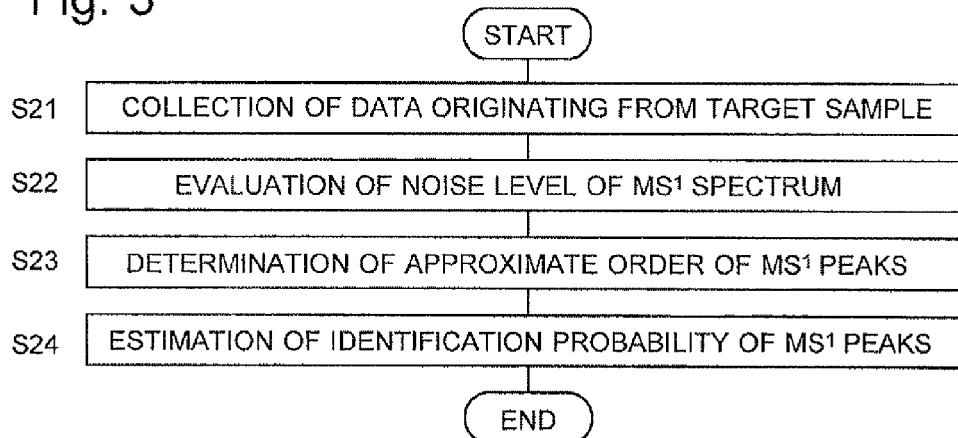 Fig. 3
START
S21 COLLECTION OF DATA ORIGINATING FROM TARGET SAMPLE
S22 EVALUATION OF NOISE LEVEL OF MS¹ SPECTRUM
S23 DETERMINATION OF APPROXIMATE ORDER OF MS¹ PEAKS
S24 ESTIMATION OF IDENTIFICATION PROBABILITY OF MS¹ PEAKS
END